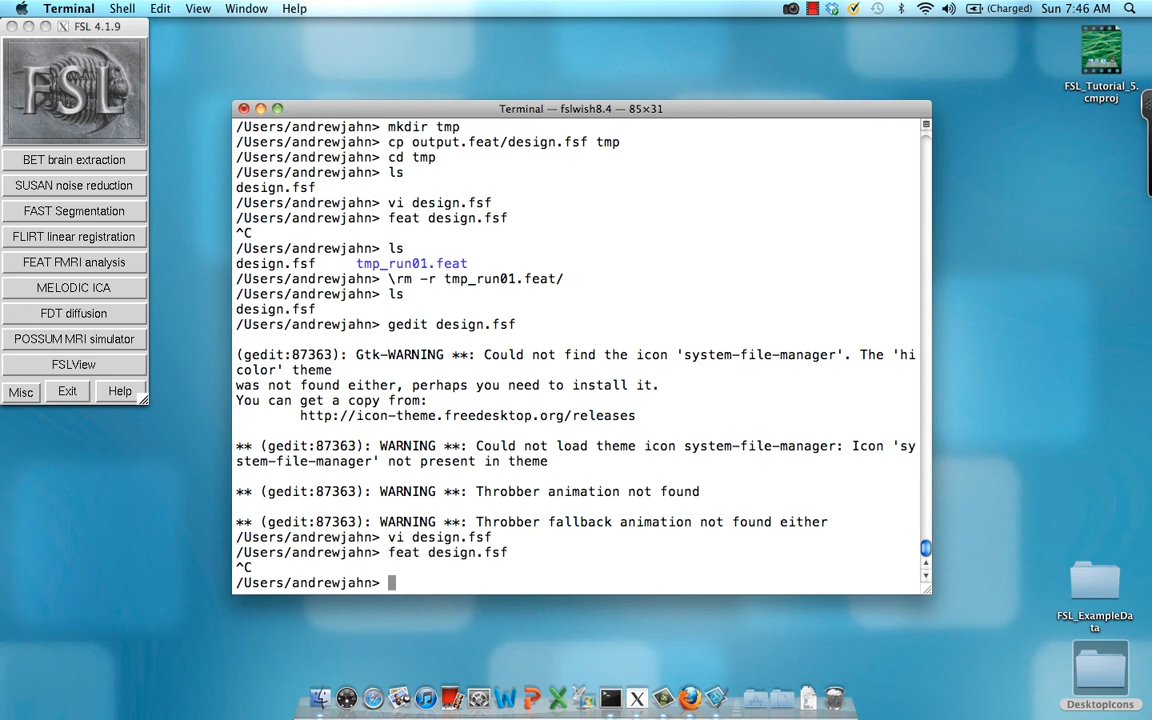 Terminal Shell Edit View Window Help
(Charged) Sun 7:46 AM
X FSL 4.1.9
FSL
BET brain extraction
SUSAN noise reduction
FAST Segmentation
FLIRT linear registration
FEAT FMRI analysis
MELODIC ICA
FDT diffusion
POSSUM MRI simulator
FSLView
Misc Exit Help
Terminal — fslwish8.4 — 85×31
/Users/andrewjahn> mkdir tmp
/Users/andrewjahn> cp output.feat/design.fsf tmp
/Users/andrewjahn> cd tmp
/Users/andrewjahn> ls
design.fsf
/Users/andrewjahn> vi design.fsf
/Users/andrewjahn> feat design.fsf
^C
/Users/andrewjahn> ls
design.fsf tmp_run01.feat
/Users/andrewjahn> \rm -r tmp_run01.feat/
/Users/andrewjahn> ls
design.fsf
/Users/andrewjahn> gedit design.fsf
(gedit:87363): Gtk-WARNING **: Could not find the icon 'system-file-manager'. The 'hi
color' theme
was not found either, perhaps you need to install it.
You can get a copy from:
http://icon-theme.freedesktop.org/releases
** (gedit:87363): WARNING **: Could not load theme icon system-file-manager: Icon 'sy
stem-file-manager' not present in theme
** (gedit:87363): WARNING **: Throbber animation not found
** (gedit:87363): WARNING **: Throbber fallback animation not found either
/Users/andrewjahn> vi design.fsf
/Users/andrewjahn> feat design.fsf
^C
/Users/andrewjahn>
FSL_Tutorial_5.
cmproj
FSL_ExampleDa
ta
DesktopIcons